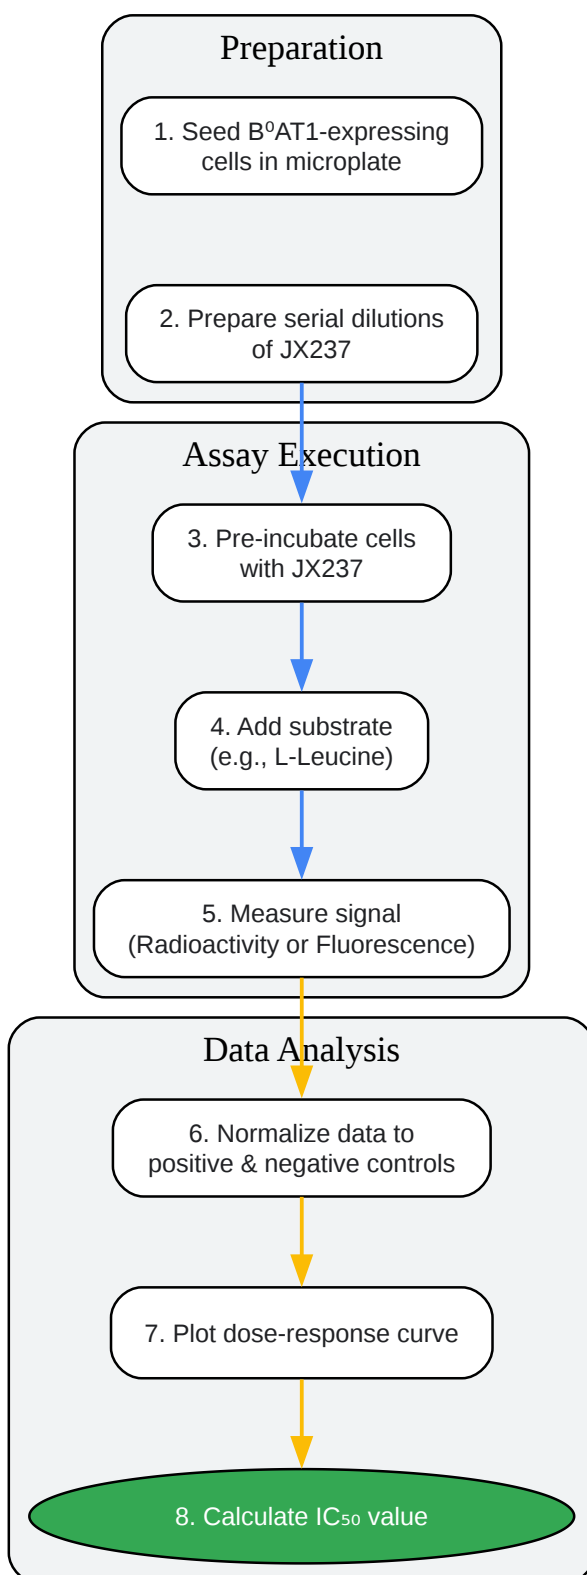 Preparation
1. Seed B⁰AT1-expressing
cells in microplate
2. Prepare serial dilutions
of JX237
Assay Execution
3. Pre-incubate cells
with JX237
4. Add substrate
(e.g., L-Leucine)
5. Measure signal
(Radioactivity or Fluorescence)
Data Analysis
6. Normalize data to
positive & negative controls
7. Plot dose-response curve
8. Calculate IC₅₀ value